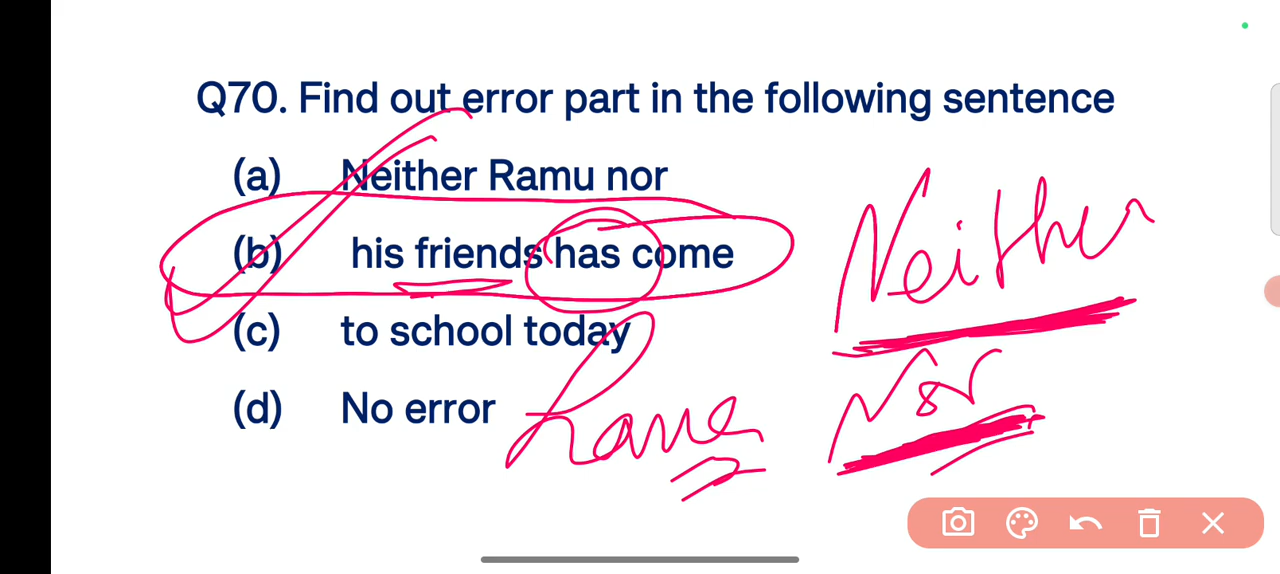 Q70. Find out error part in the following sentence
(a) Neither Ramu nor
(b) his friends has come
(c) to school today
(d) No error
Neither
Nor
have